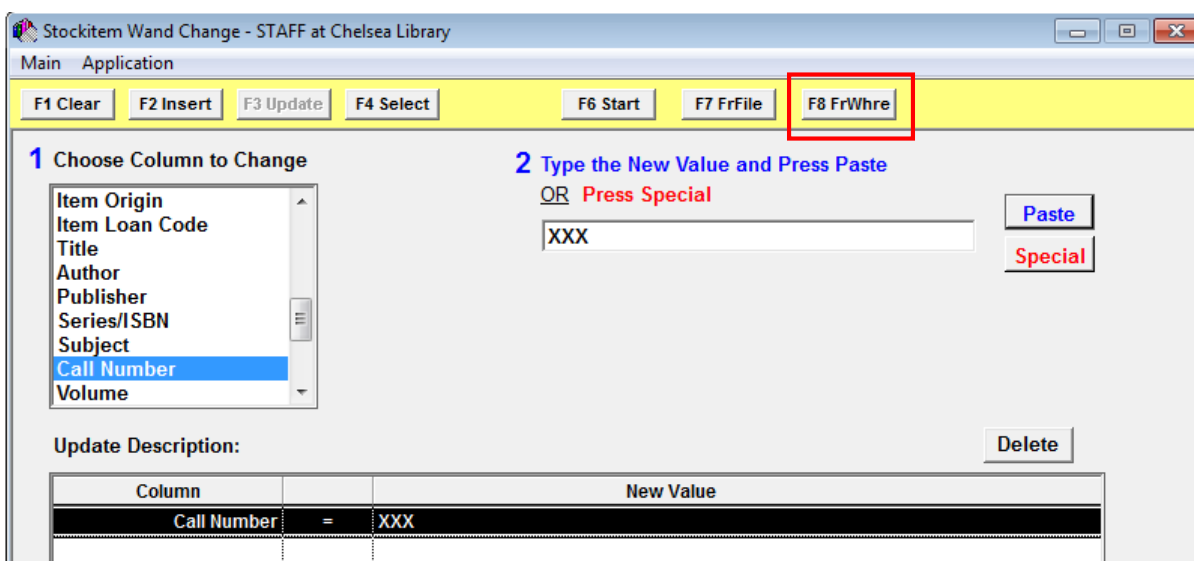 Stockitem Wand Change - STAFF at Chelsea Library
Main Application
F1 Clear F2 Insert F3 Update F4 Select F6 Start F7 FrFile F8 FrWhre
1 Choose Column to Change
Item Origin
Item Loan Code
Title
Author
Publisher
Series/ISBN
Subject
Call Number
Volume
2 Type the New Value and Press Paste
OR Press Special
XXX
Paste
Special
Update Description:
Delete
Column New Value
Call Number = XXX